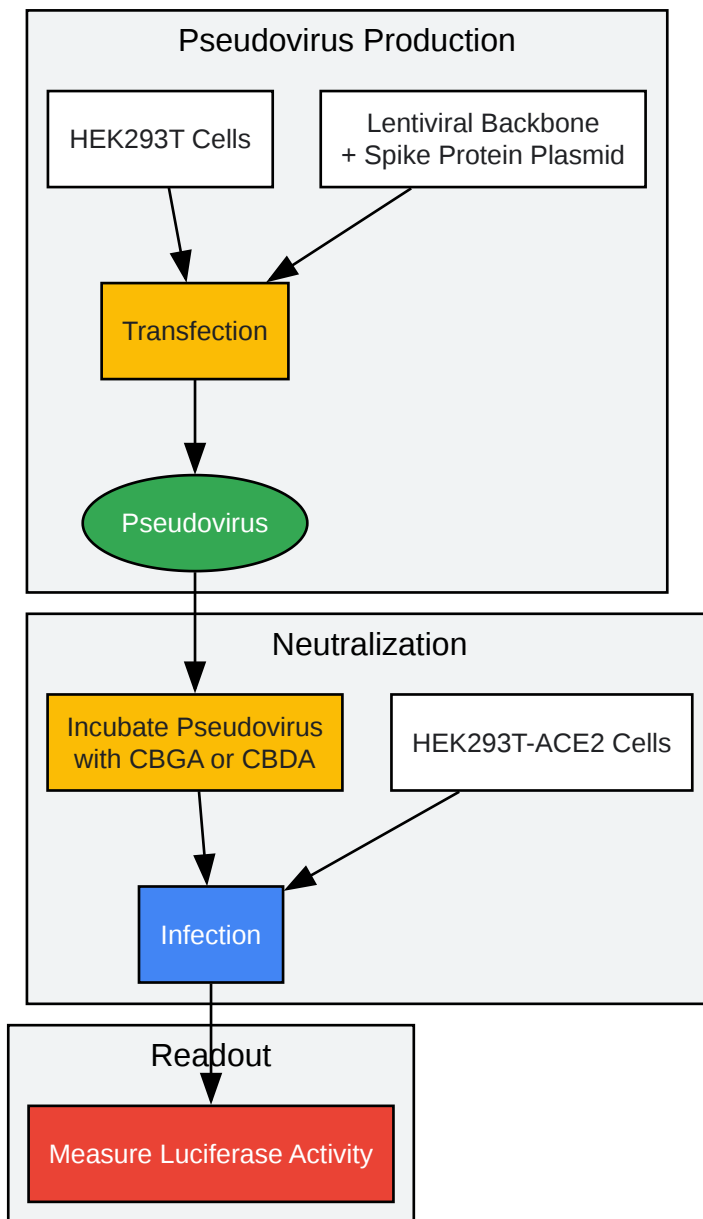 Pseudovirus Production
HEK293T Cells
Lentiviral Backbone
+ Spike Protein Plasmid
Transfection
Pseudovirus
Neutralization
Incubate Pseudovirus
with CBGA or CBDA
HEK293T-ACE2 Cells
Infection
Readout
Measure Luciferase Activity